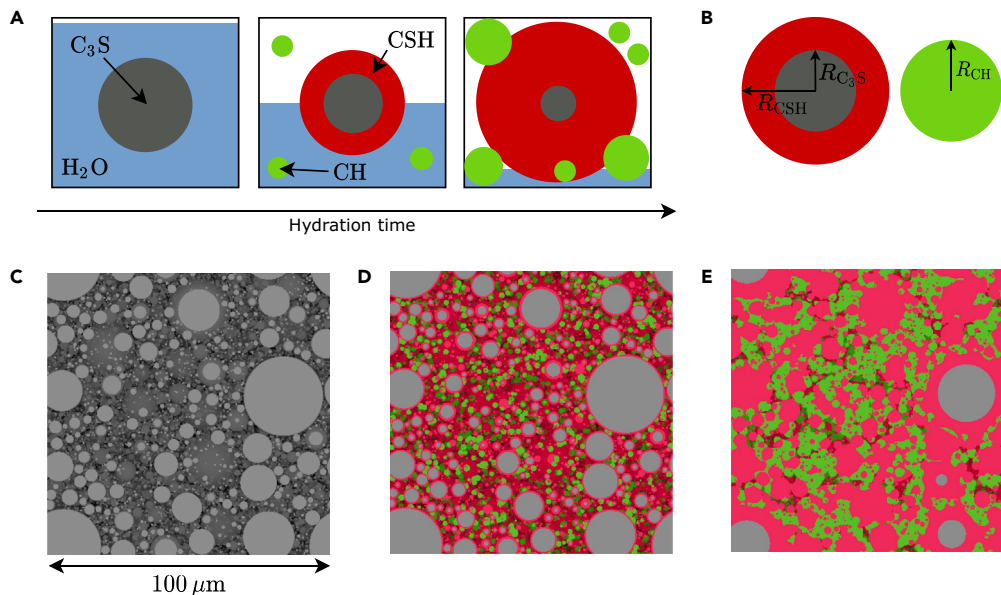 A
B
C₃S
H₂O
CSH
CH
R_C₃S
R_CSH
R_CH
Hydration time
C
D
E
100 μm